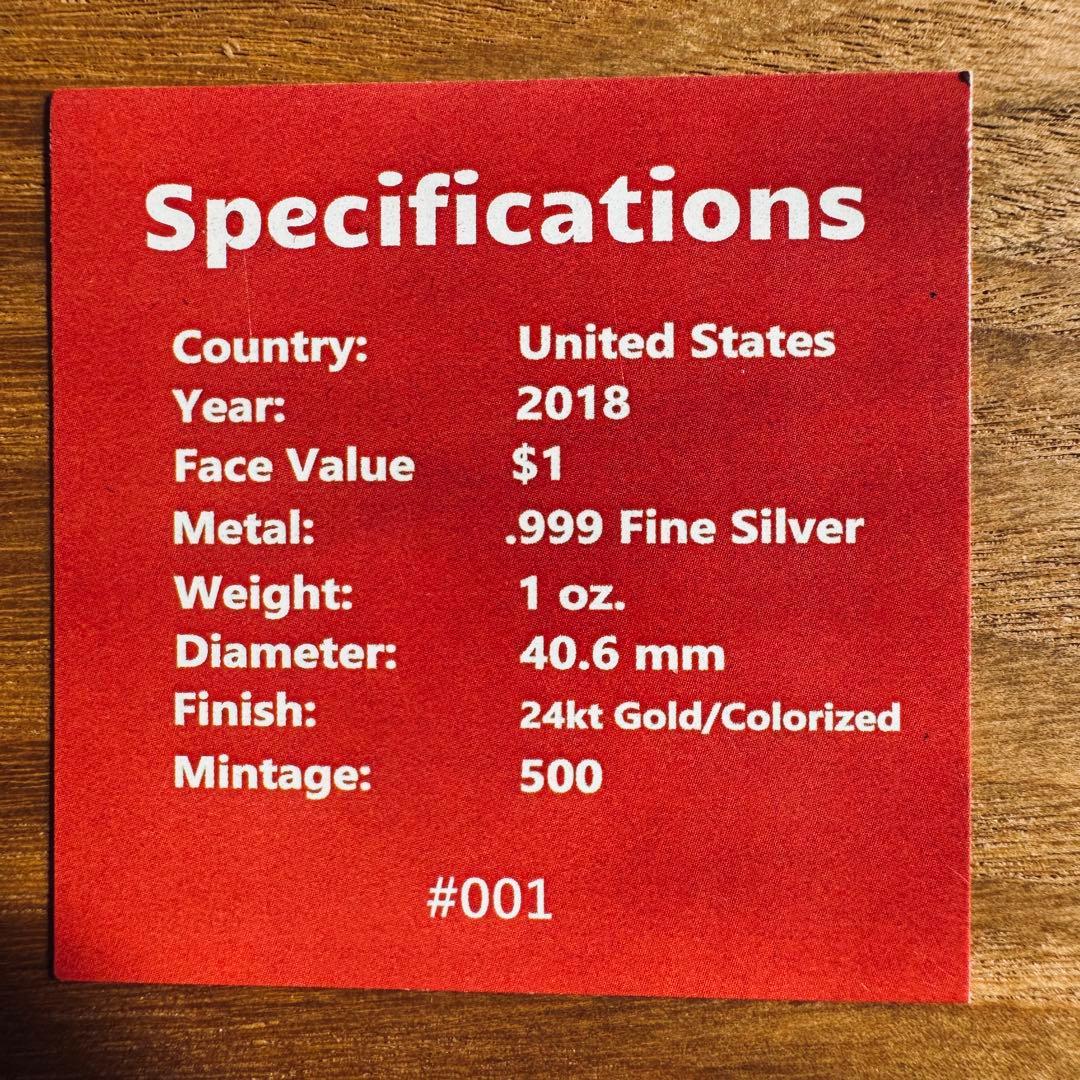 Specifications
Country: United States
Year: 2018
Face Value $1
Metal: .999 Fine Silver
Weight: 1 oz.
Diameter: 40.6 mm
Finish: 24kt Gold/Colorized
Mintage: 500
#001